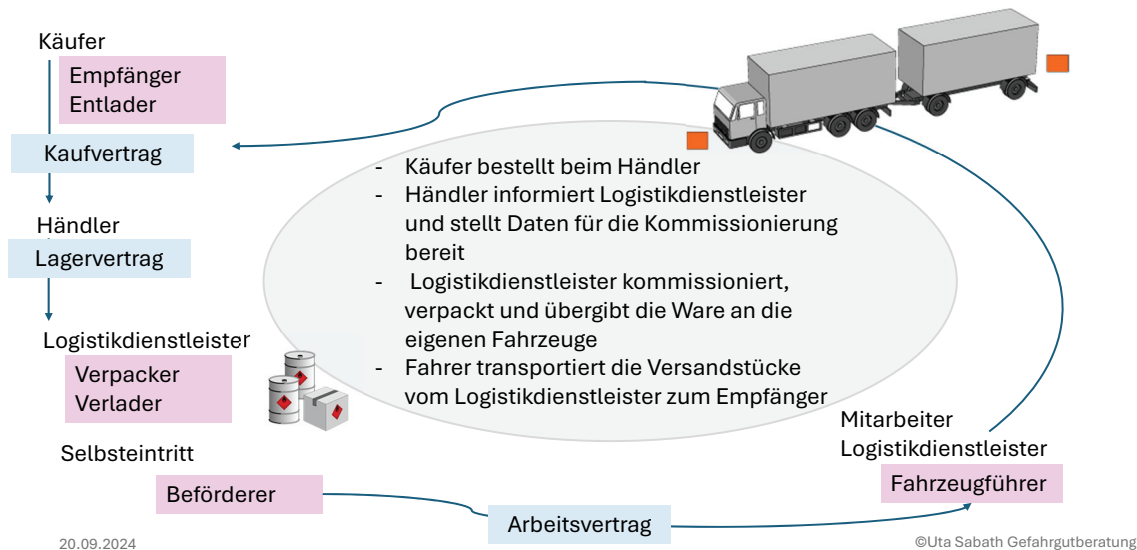 Käufer
Empfänger
Entlader
Kaufvertrag
Händler
Lagervertrag
Logistikdienstleister
Verpacker
Verlader
Selbsteintritt
Beförderer
- Käufer bestellt beim Händler
- Händler informiert Logistikdienstleister
und stellt Daten für die Kommissionierung
bereit
- Logistikdienstleister kommissioniert,
verpackt und übergibt die Ware an die
eigenen Fahrzeuge
- Fahrer transportiert die Versandstücke
vom Logistikdienstleister zum Empfänger
Arbeitsvertrag
Mitarbeiter
Logistikdienstleister
Fahrzeugführer
20.09.2024
©Uta Sabath Gefahrgutberatung